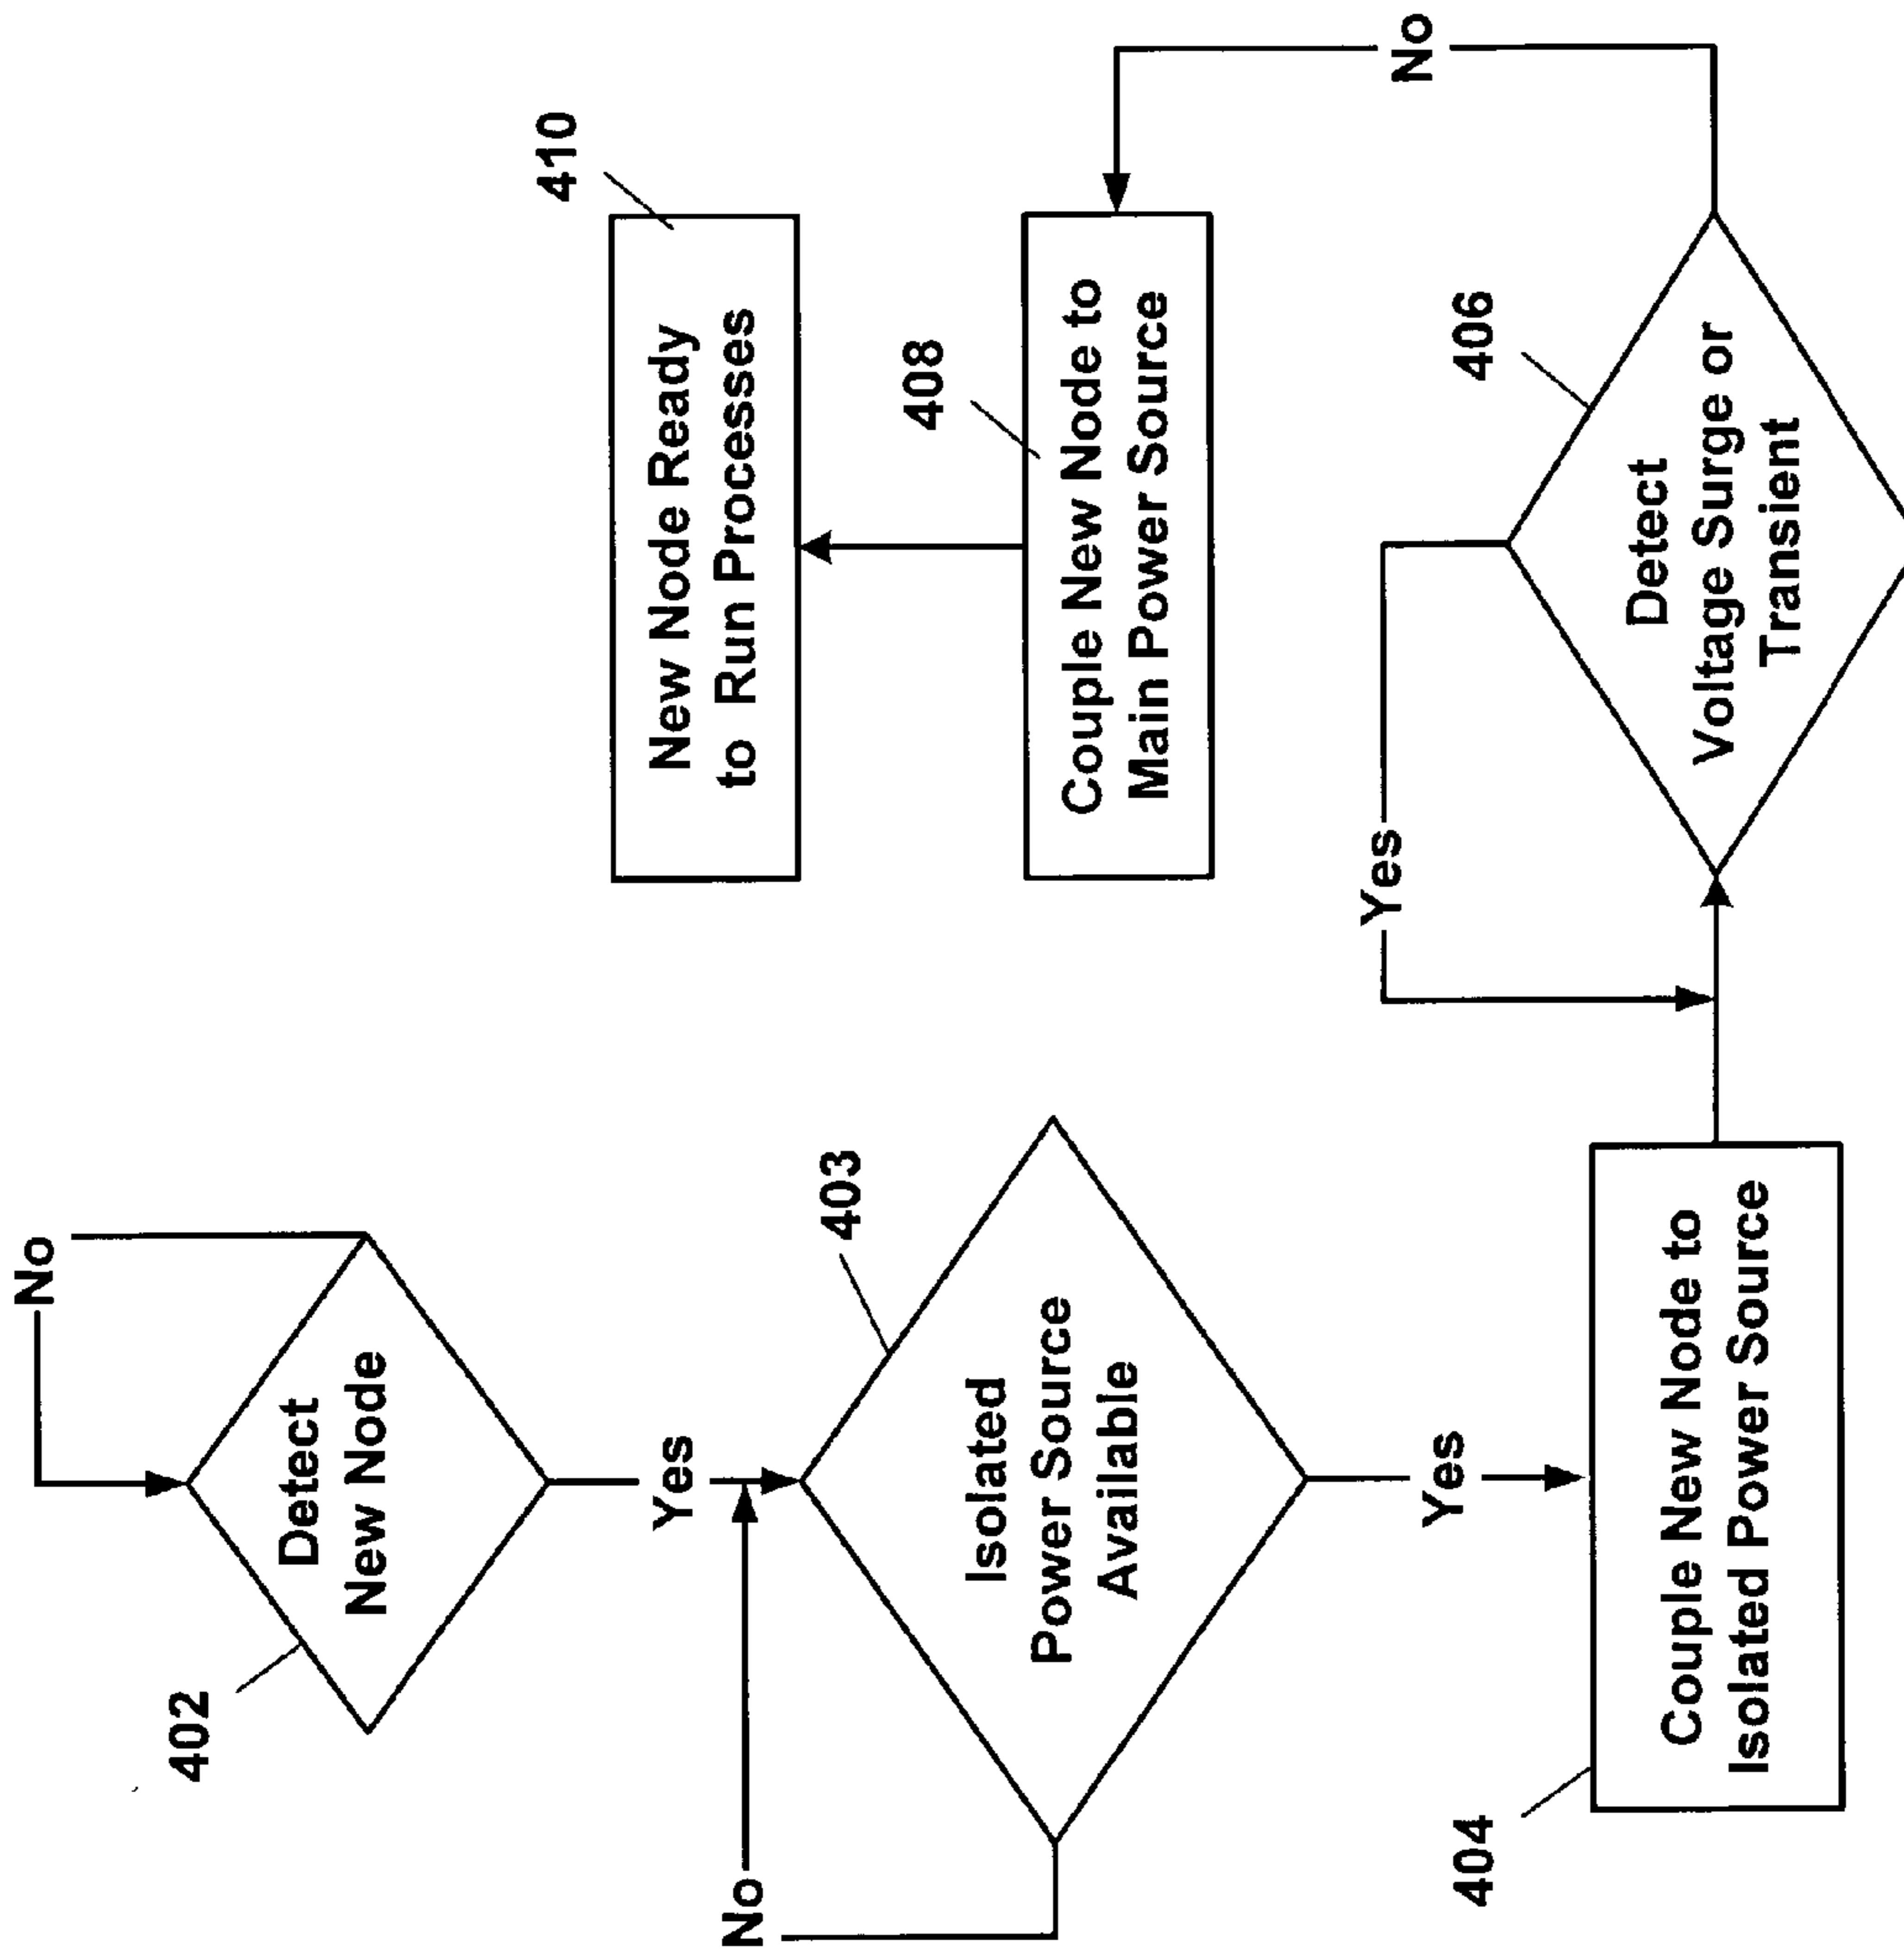 No
402
Detect
New Node
Yes
No
403
Isolated
Power Source
Available
Yes
404
Couple New Node to
Isolated Power Source
410
New Node Ready
to Run Processes
408
Couple New Node to
Main Power Source
Yes
No
406
Detect
Voltage Surge or
Transient